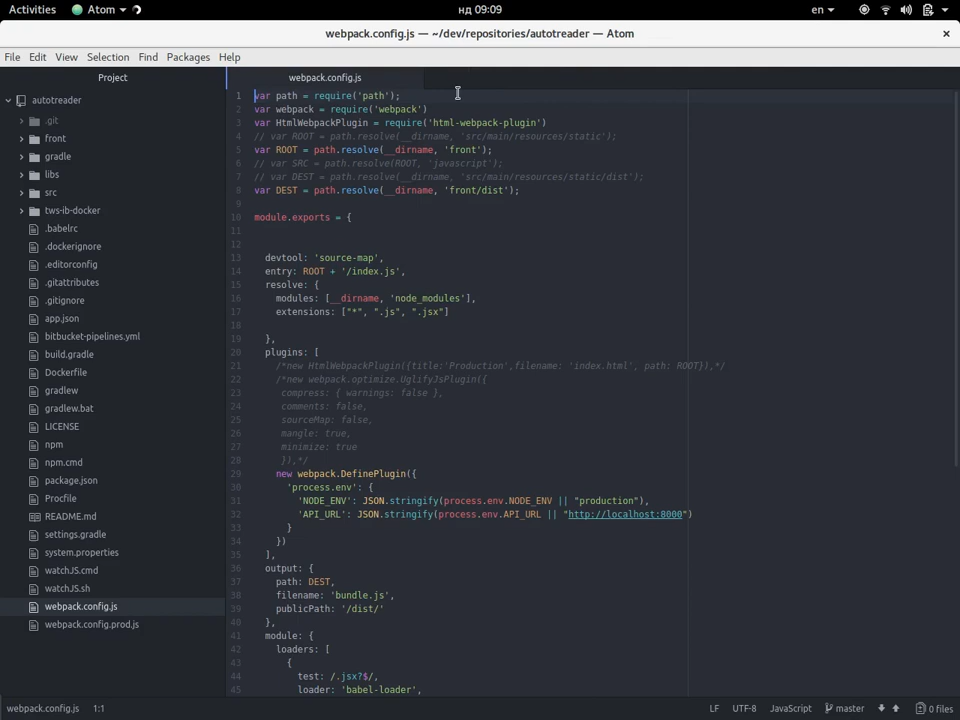 Activities
Atom
нд 09:09
en
webpack.config.js — ~/dev/repositories/autotreader — Atom
File Edit View Selection Find Packages Help
Project
webpack.config.js
autotreader
.git
front
gradle
libs
src
tws-ib-docker
.babelrc
.dockerignore
.editorconfig
.gitattributes
.gitignore
app.json
bitbucket-pipelines.yml
build.gradle
Dockerfile
gradlew
gradlew.bat
LICENSE
npm
npm.cmd
package.json
Procfile
README.md
settings.gradle
system.properties
watchJS.cmd
watchJS.sh
webpack.config.js
webpack.config.prod.js
1 var path = require('path');
2 var webpack = require('webpack')
3 var HtmlWebpackPlugin = require('html-webpack-plugin')
4 // var ROOT = path.resolve(__dirname, 'src/main/resources/static');
5 var ROOT = path.resolve(__dirname, 'front');
6 // var SRC = path.resolve(ROOT, 'javascript');
7 // var DEST = path.resolve(__dirname, 'src/main/resources/static/dist');
8 var DEST = path.resolve(__dirname, 'front/dist');
9
10 module.exports = {
11
12
13 devtool: 'source-map',
14 entry: ROOT + '/index.js',
15 resolve: {
16 modules: [__dirname, 'node_modules'],
17 extensions: ["*", ".js", ".jsx"]
18
19 },
20 plugins: [
21 /*new HtmlWebpackPlugin({title:'Production',filename: 'index.html', path: ROOT}),*/
22 /*new webpack.optimize.UglifyJsPlugin({
23 compress: { warnings: false },
24 comments: false,
25 sourceMap: false,
26 mangle: true,
27 minimize: true
28 }),*/
29 new webpack.DefinePlugin({
30 'process.env': {
31 'NODE_ENV': JSON.stringify(process.env.NODE_ENV || "production"),
32 'API_URL': JSON.stringify(process.env.API_URL || "http://localhost:8000")
33 }
34 })
35 ],
36 output: {
37 path: DEST,
38 filename: 'bundle.js',
39 publicPath: '/dist/'
40 },
41 module: {
42 loaders: [
43 {
44 test: /.jsx?$/,
45 loader: 'babel-loader',
webpack.config.js 1:1
LF UTF-8 JavaScript master 0 files